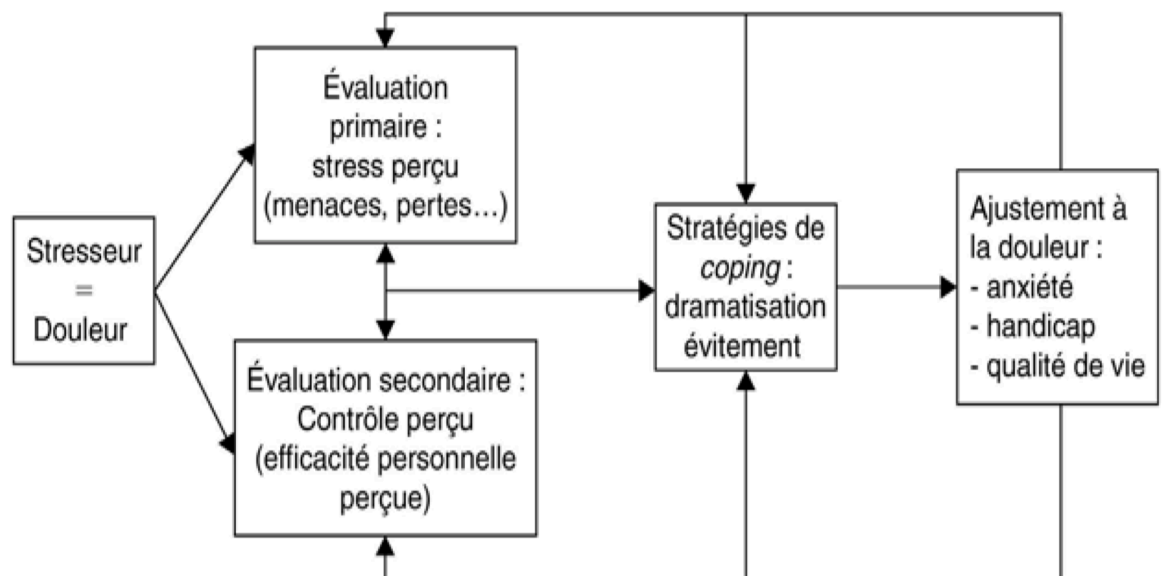 Stresseur
=
Douleur
Évaluation
primaire :
stress perçu
(menaces, pertes…)
Évaluation secondaire :
Contrôle perçu
(efficacité personnelle
perçue)
Stratégies de
coping :
dramatisation
évitement
Ajustement à
la douleur :
- anxiété
- handicap
- qualité de vie